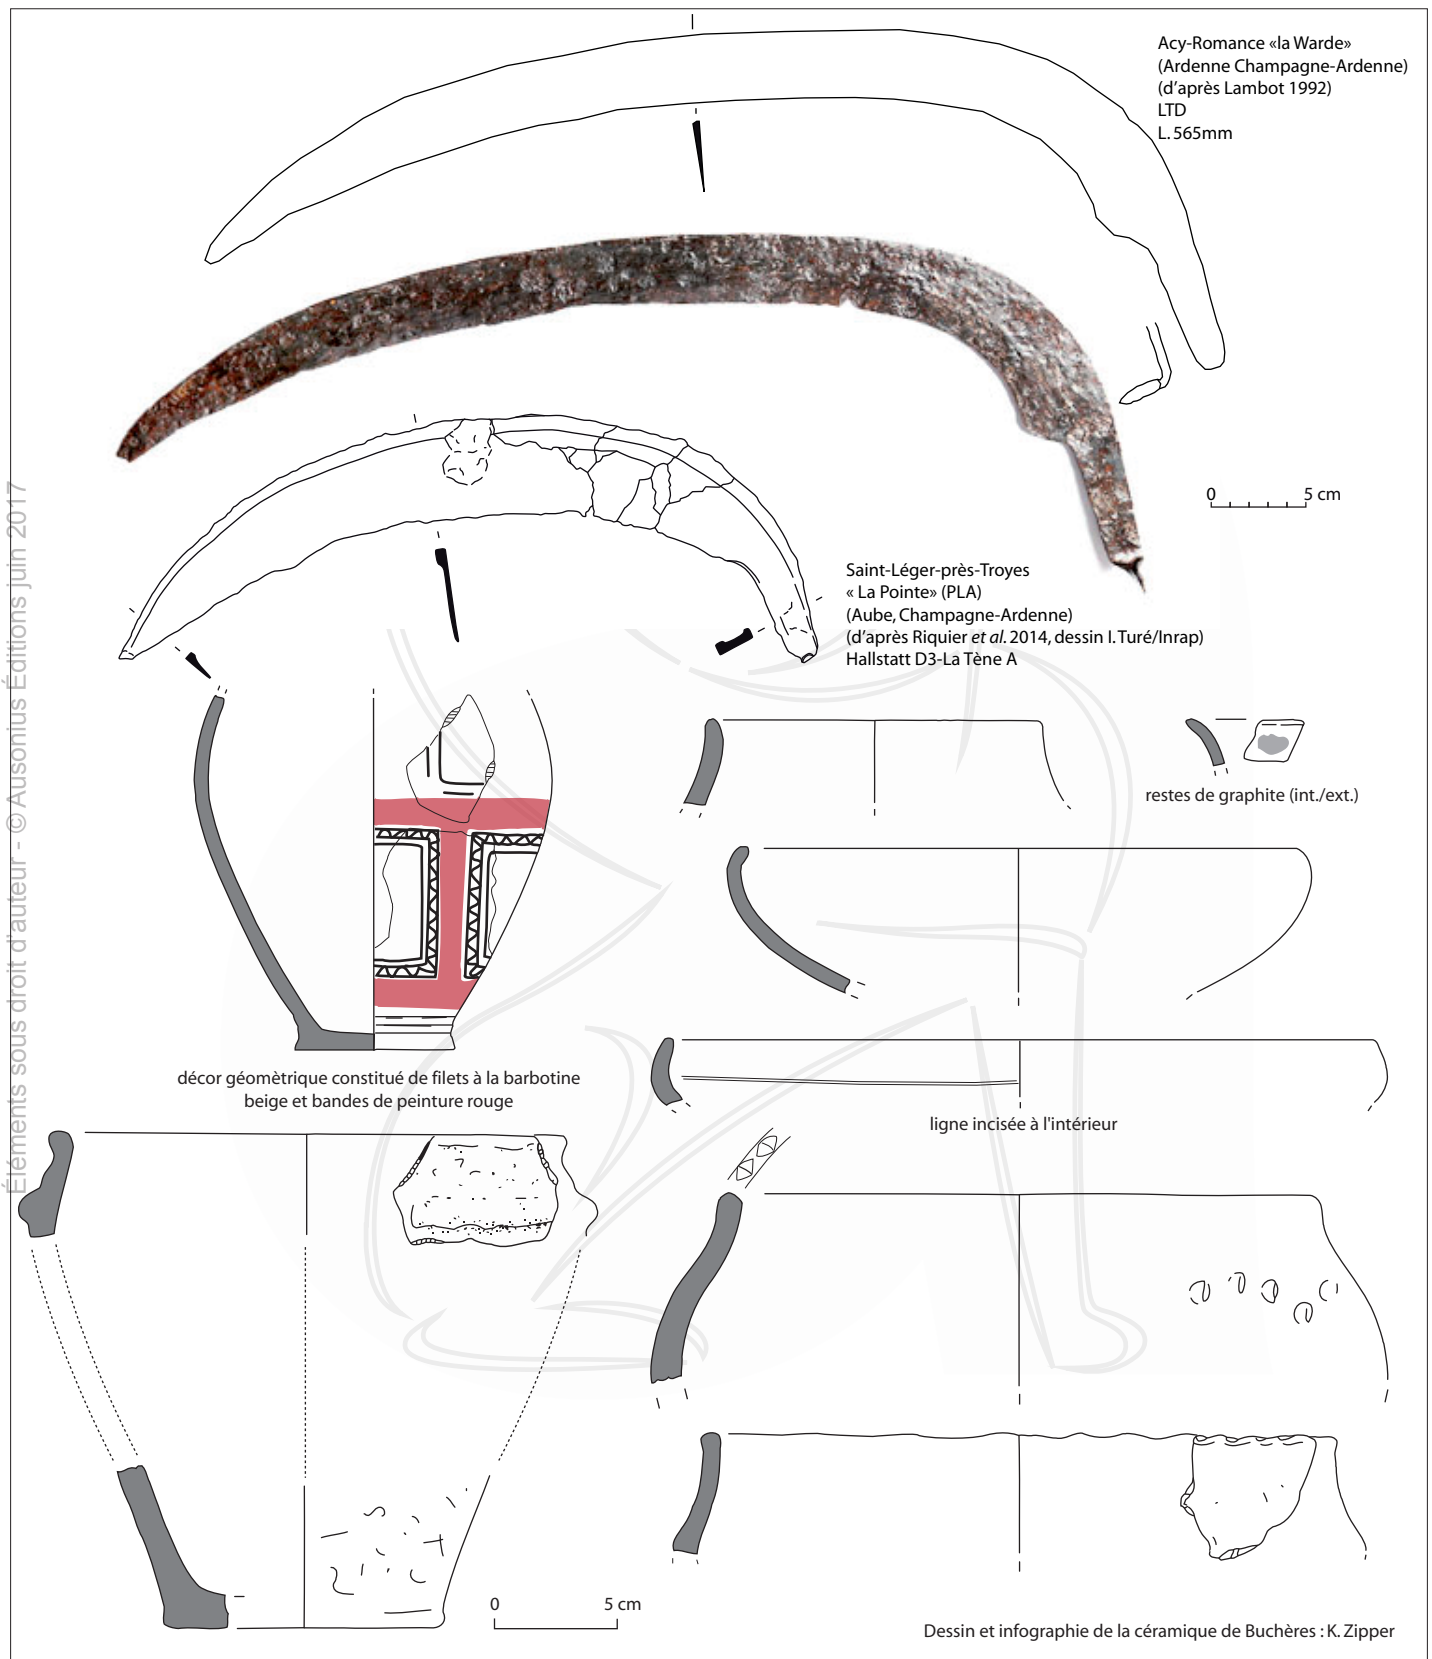 Acy-Romance «la Warde»
(Ardenne Champagne-Ardenne)
(d'après Lambot 1992)
LTD
L. 565mm
0 5 cm
Saint-Léger-près-Troyes
« La Pointe» (PLA)
(Aube, Champagne-Ardenne)
(d'après Riquier et al. 2014, dessin I. Turé/Inrap)
Hallstatt D3-La Tène A
restes de graphite (int./ext.)
décor géomètrique constitué de filets à la barbotine
beige et bandes de peinture rouge
ligne incisée à l'intérieur
0 5 cm
Dessin et infographie de la céramique de Buchères : K. Zipper
Éléments sous droit d'auteur - © Ausonius Éditions juin 2017